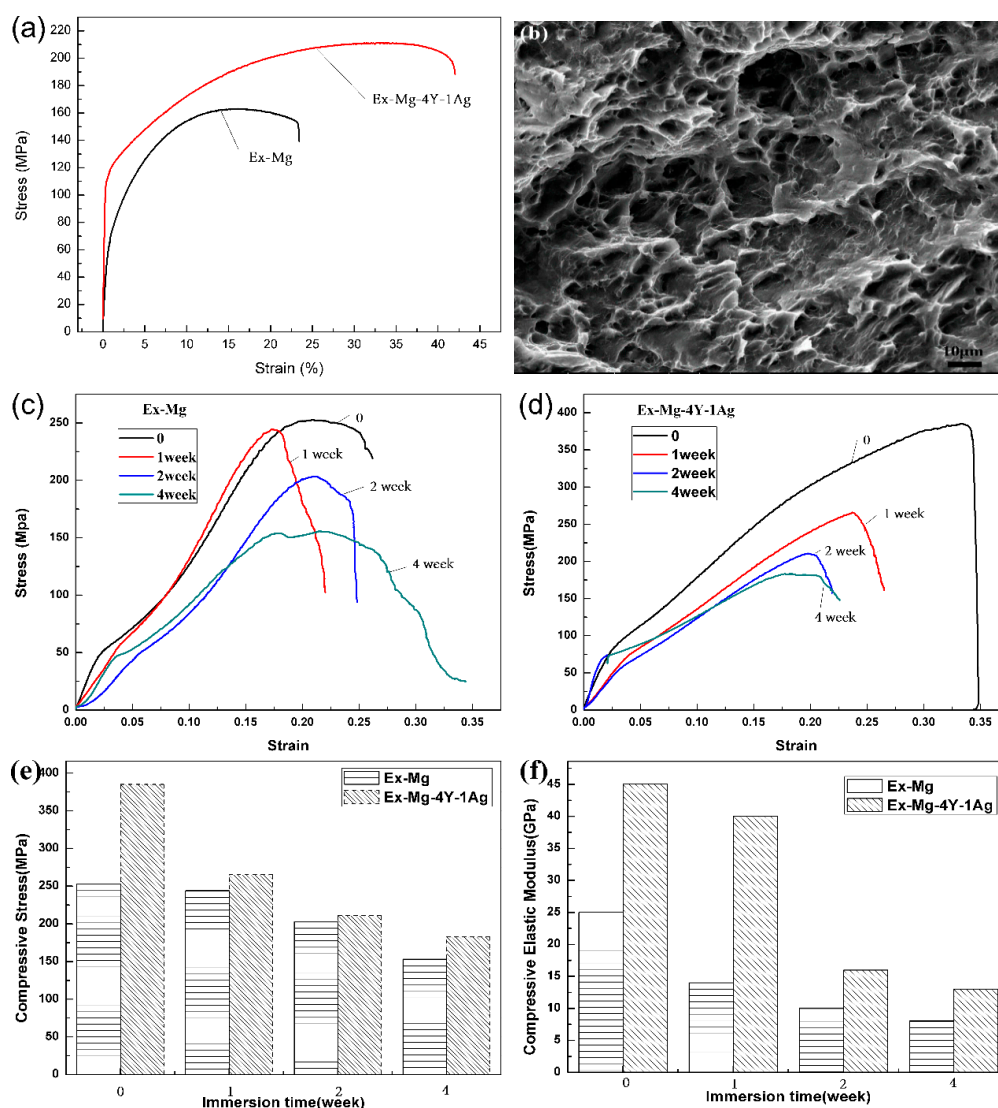 (a)
220
200
180
160
140
120
100
80
60
40
20
0
Stress (MPa)
Ex-Mg-4Y-1Ag
Ex-Mg
0 5 10 15 20 25 30 35 40 45
Strain (%)
(b)
10μm
(c)
Ex-Mg
0
1week
2week
4week
250
200
150
100
50
0
Stress(Mpa)
0
1 week
2 week
4 week
0.00 0.05 0.10 0.15 0.20 0.25 0.30 0.35
Strain
(d)
Ex-Mg-4Y-1Ag
0
1week
2week
4week
400
350
300
250
200
150
100
50
0
Stress(MPa)
0
1 week
2 week
4 week
0.00 0.05 0.10 0.15 0.20 0.25 0.30 0.35
Strain
(e)
Ex-Mg
Ex-Mg-4Y-1Ag
400
350
300
250
200
150
100
50
0
Compressive Stress(MPa)
0 1 2 4
Immersion time(week)
(f)
Ex-Mg
Ex-Mg-4Y-1Ag
45
40
35
30
25
20
15
10
5
0
Compressive Elastic Modulus(GPa)
0 1 2 4
Immersion time(week)